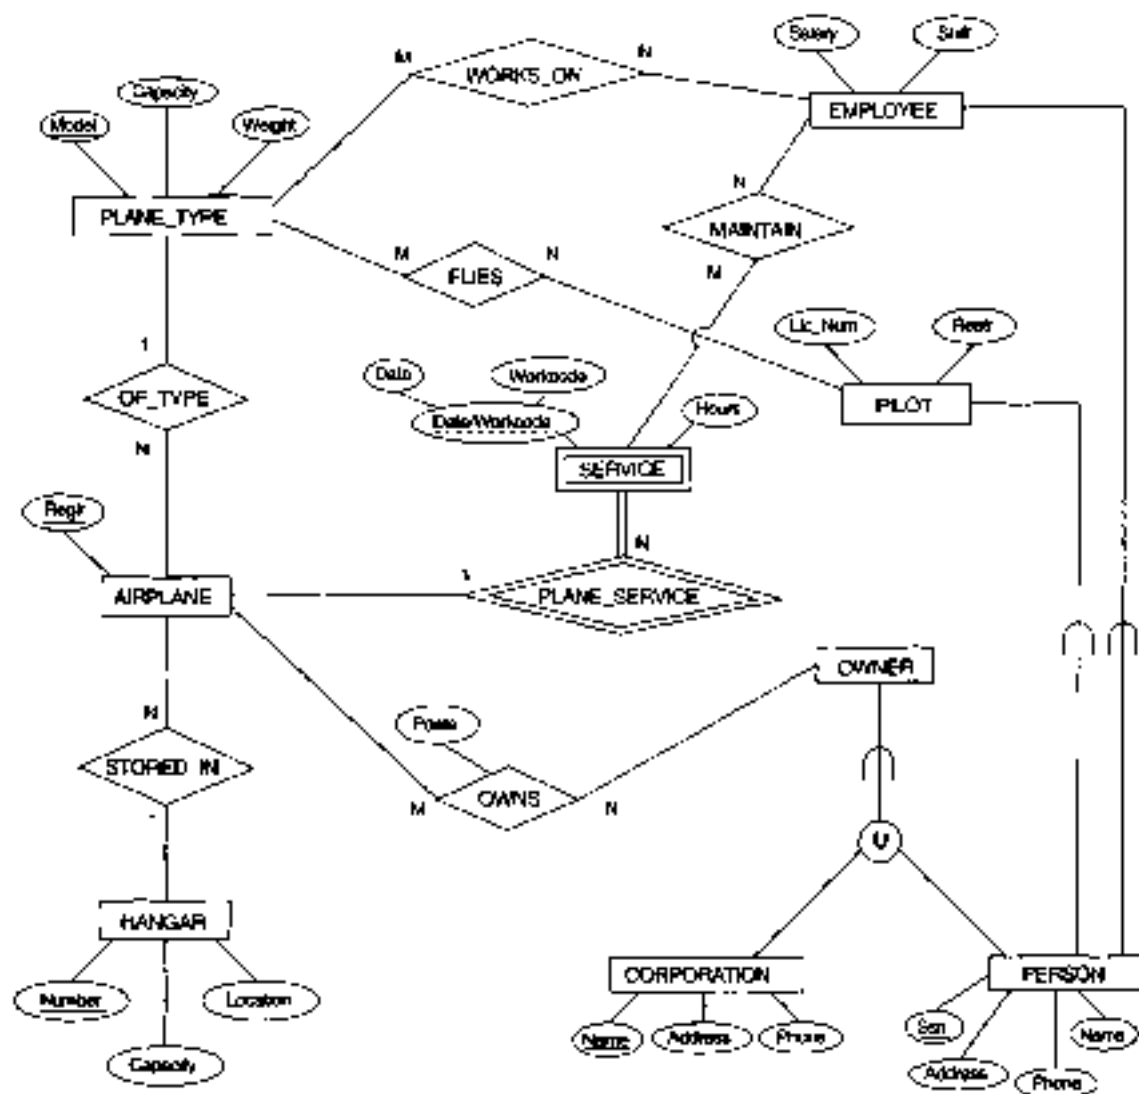 Salary
Shift
M
WORKS_ON
N
EMPLOYEE
Capacity
Model
Weight
PLANE_TYPE
N
MAINTAIN
M
M
FLIES
N
Lic_Num
Restr
1
OF_TYPE
N
Date
Workcode
Date/Workcode
Hours
PILOT
SERVICE
Reg#
N
AIRPLANE
1
PLANE_SERVICE
OWNER
N
STORED IN
M
OWNS
N
U
HANGAR
Number
Location
Capacity
CORPORATION
PERSON
Name
Address
Phone
Ssn
Name
Address
Phone